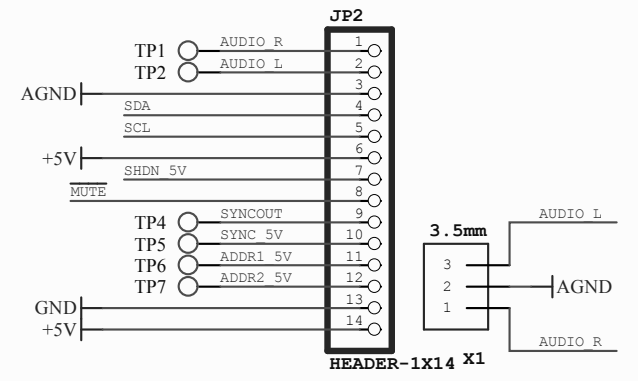 JP2
TP1 AUDIO_R 1
TP2 AUDIO_L 2
AGND 3
SDA 4
SCL 5
+5V 6
SHDN_5V 7
MUTE 8
TP4 SYNCOUT 9
TP5 SYNC_5V 10
TP6 ADDR1_5V 11
TP7 ADDR2_5V 12
GND 13
+5V 14
HEADER-1X14
3.5mm
AUDIO_L
3
2 AGND
1
AUDIO_R
X1